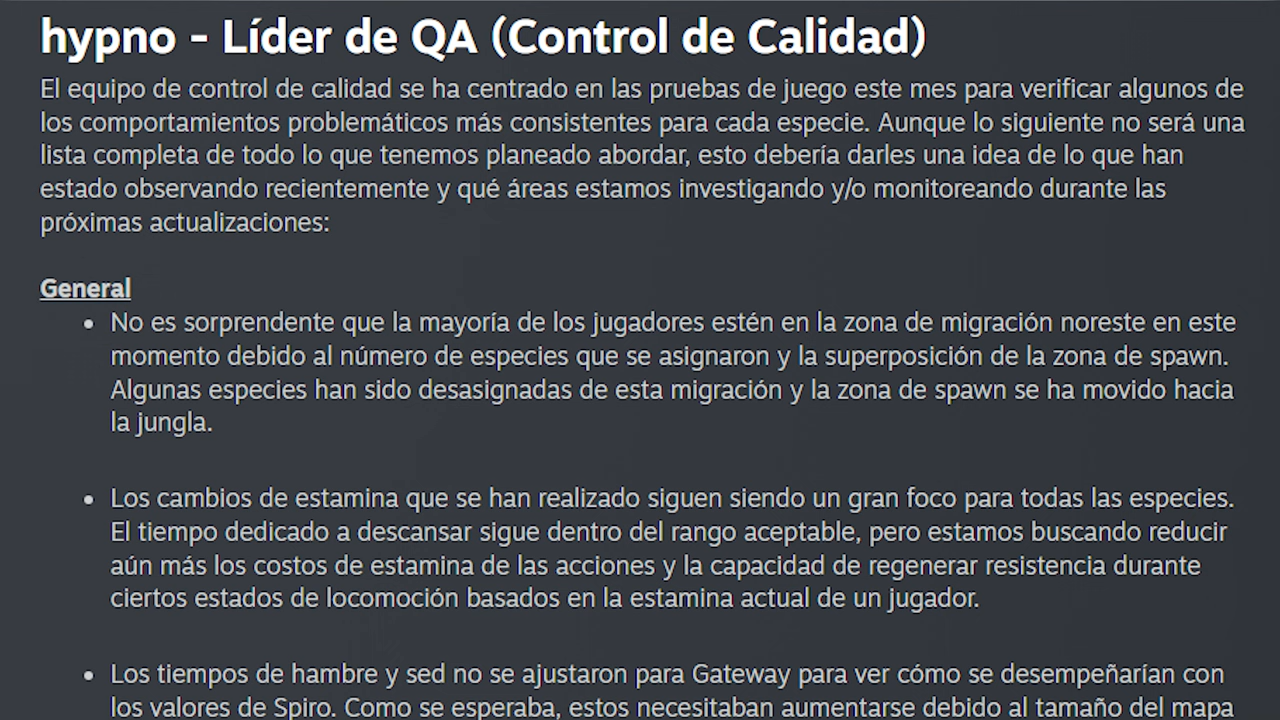 hypno - Líder de QA (Control de Calidad)
El equipo de control de calidad se ha centrado en las pruebas de juego este mes para verificar algunos de
los comportamientos problemáticos más consistentes para cada especie. Aunque lo siguiente no será una
lista completa de todo lo que tenemos planeado abordar, esto debería darles una idea de lo que han
estado observando recientemente y qué áreas estamos investigando y/o monitoreando durante las
próximas actualizaciones:
General
• No es sorprendente que la mayoría de los jugadores estén en la zona de migración noreste en este
momento debido al número de especies que se asignaron y la superposición de la zona de spawn.
Algunas especies han sido desasignadas de esta migración y la zona de spawn se ha movido hacia
la jungla.
• Los cambios de estamina que se han realizado siguen siendo un gran foco para todas las especies.
El tiempo dedicado a descansar sigue dentro del rango aceptable, pero estamos buscando reducir
aún más los costos de estamina de las acciones y la capacidad de regenerar resistencia durante
ciertos estados de locomoción basados en la estamina actual de un jugador.
• Los tiempos de hambre y sed no se ajustaron para Gateway para ver cómo se desempeñarían con
los valores de Spiro. Como se esperaba, estos necesitaban aumentarse debido al tamaño del mapa